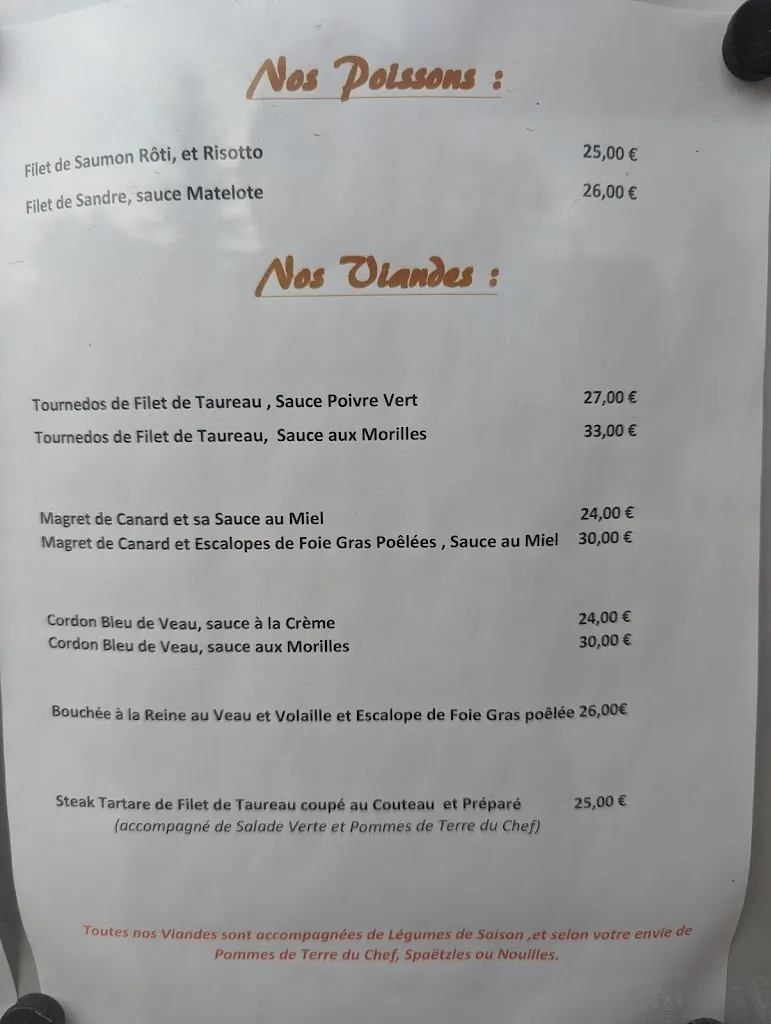 Nos Poissons :
Filet de Saumon Rôti, et Risotto 25,00 €
Filet de Sandre, sauce Matelote 26,00 €
Nos Viandes :
Tournedos de Filet de Taureau , Sauce Poivre Vert 27,00 €
Tournedos de Filet de Taureau, Sauce aux Morilles 33,00 €
Magret de Canard et sa Sauce au Miel 24,00 €
Magret de Canard et Escalopes de Foie Gras Poêlées , Sauce au Miel 30,00 €
Cordon Bleu de Veau, sauce à la Crème 24,00 €
Cordon Bleu de Veau, sauce aux Morilles 30,00 €
Bouchée à la Reine au Veau et Volaille et Escalope de Foie Gras poêlée 26,00€
Steak Tartare de Filet de Taureau coupé au Couteau et Préparé 25,00 €
(accompagné de Salade Verte et Pommes de Terre du Chef)
Toutes nos Viandes sont accompagnées de Légumes de Saison ,et selon votre envie de
Pommes de Terre du Chef, Spaëtzles ou Nouilles.